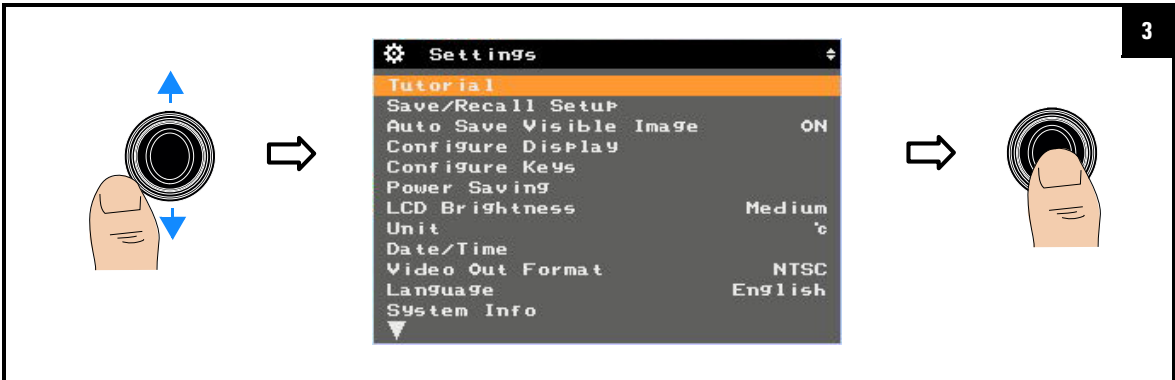 3
Settings
Tutorial
Save/Recall Setup
Auto Save Visible Image ON
Configure Display
Configure Keys
Power Saving
LCD Brightness Medium
Unit °c
Date/Time
Video Out Format NTSC
Language English
System Info